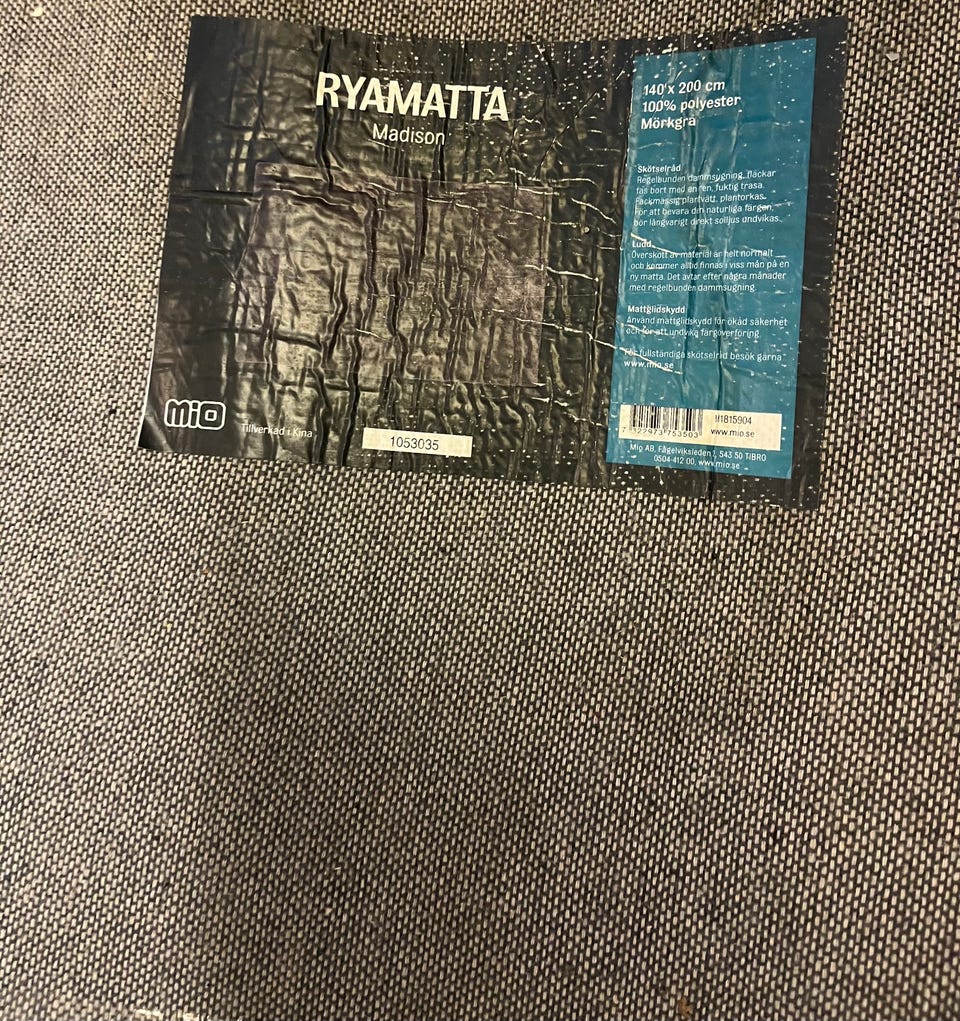 RYAMATTA
Madison
140 x 200 cm
100% polyester
Mörkgrå
Skötselråd
Regelbunden dammsugning, fläckar
fås bort med en ren, fuktig trasa.
Fackmässig plantvätt, plantorkas.
För att bevara din naturliga färgen,
bör långvarigt direkt solljus undvikas.
Ludd
Överskott av material är helt normalt
och kommer alltid finnas i viss mån på en
ny matta. Det avtar efter några månader
med regelbunden dammsugning.
Mattglidskydd
Använd mattglidskydd för ökad säkerhet
och för att undvika färgöverföring.
För fullständiga skötselråd besök gärna
www.mio.se
mio
Tillverkad i Kina
1053035
M1815904
7 122973 753503
www.mio.se
Mio AB, Fågelviksleden 1, 543 50 TIBRO
0504-412 00, www.mio.se